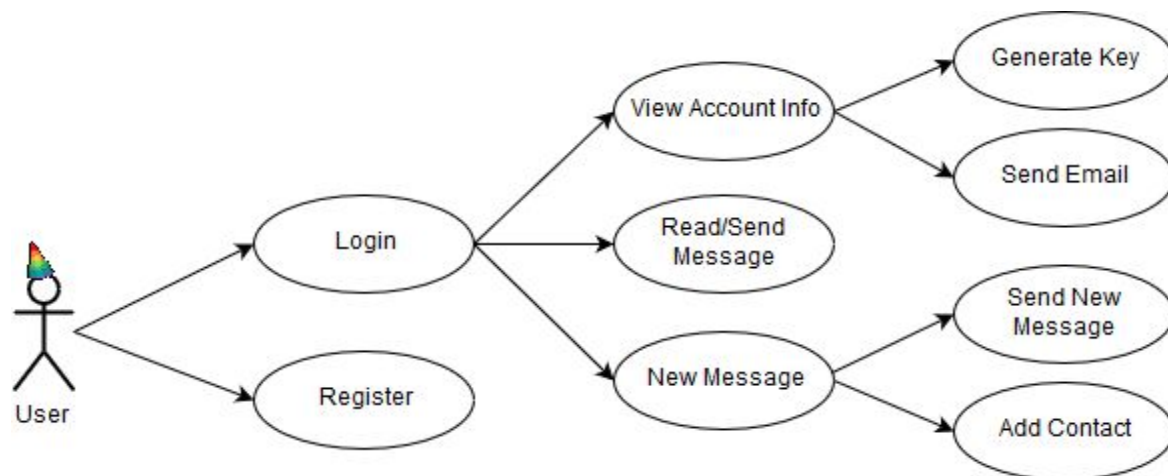 Generate Key
View Account Info
Send Email
Login
Read/Send
Message
Send New
Message
New Message
Register
User
Add Contact